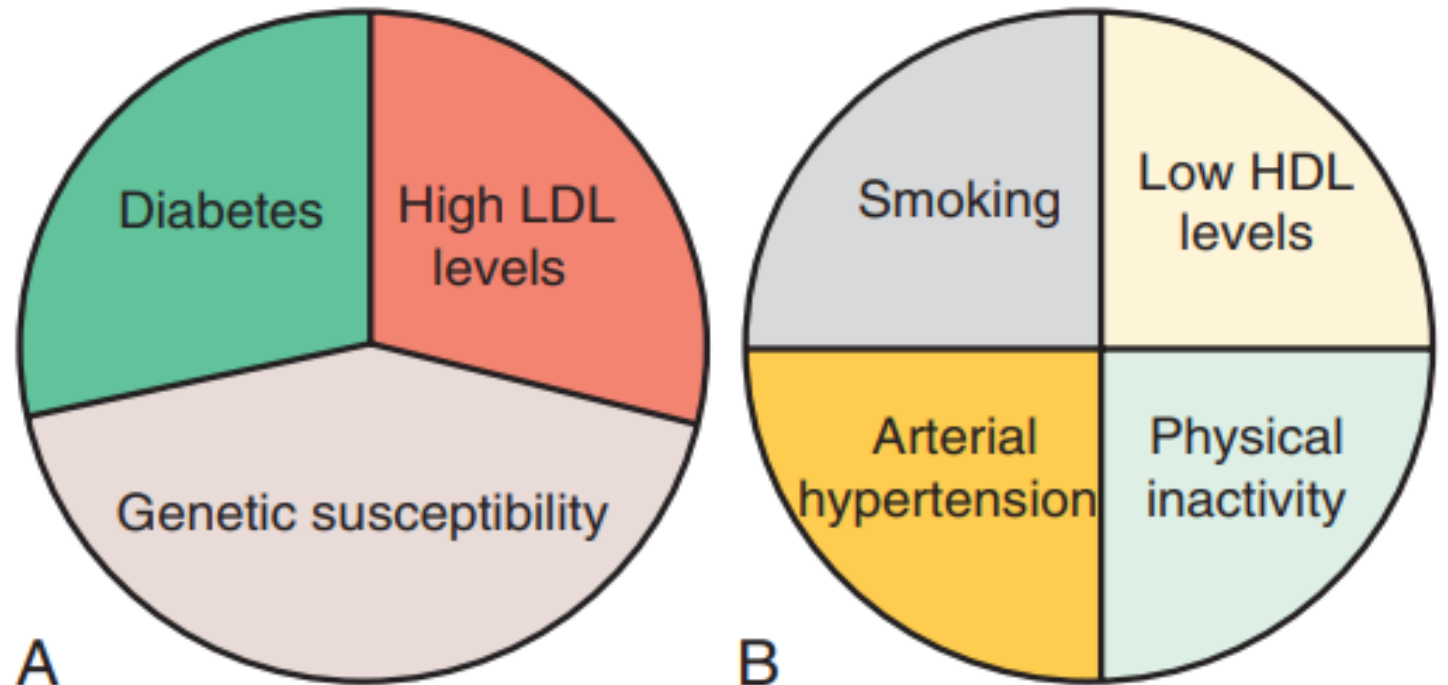 Diabetes
High LDL
levels
Genetic susceptibility
A
Smoking
Low HDL
levels
Arterial
hypertension
Physical
inactivity
B